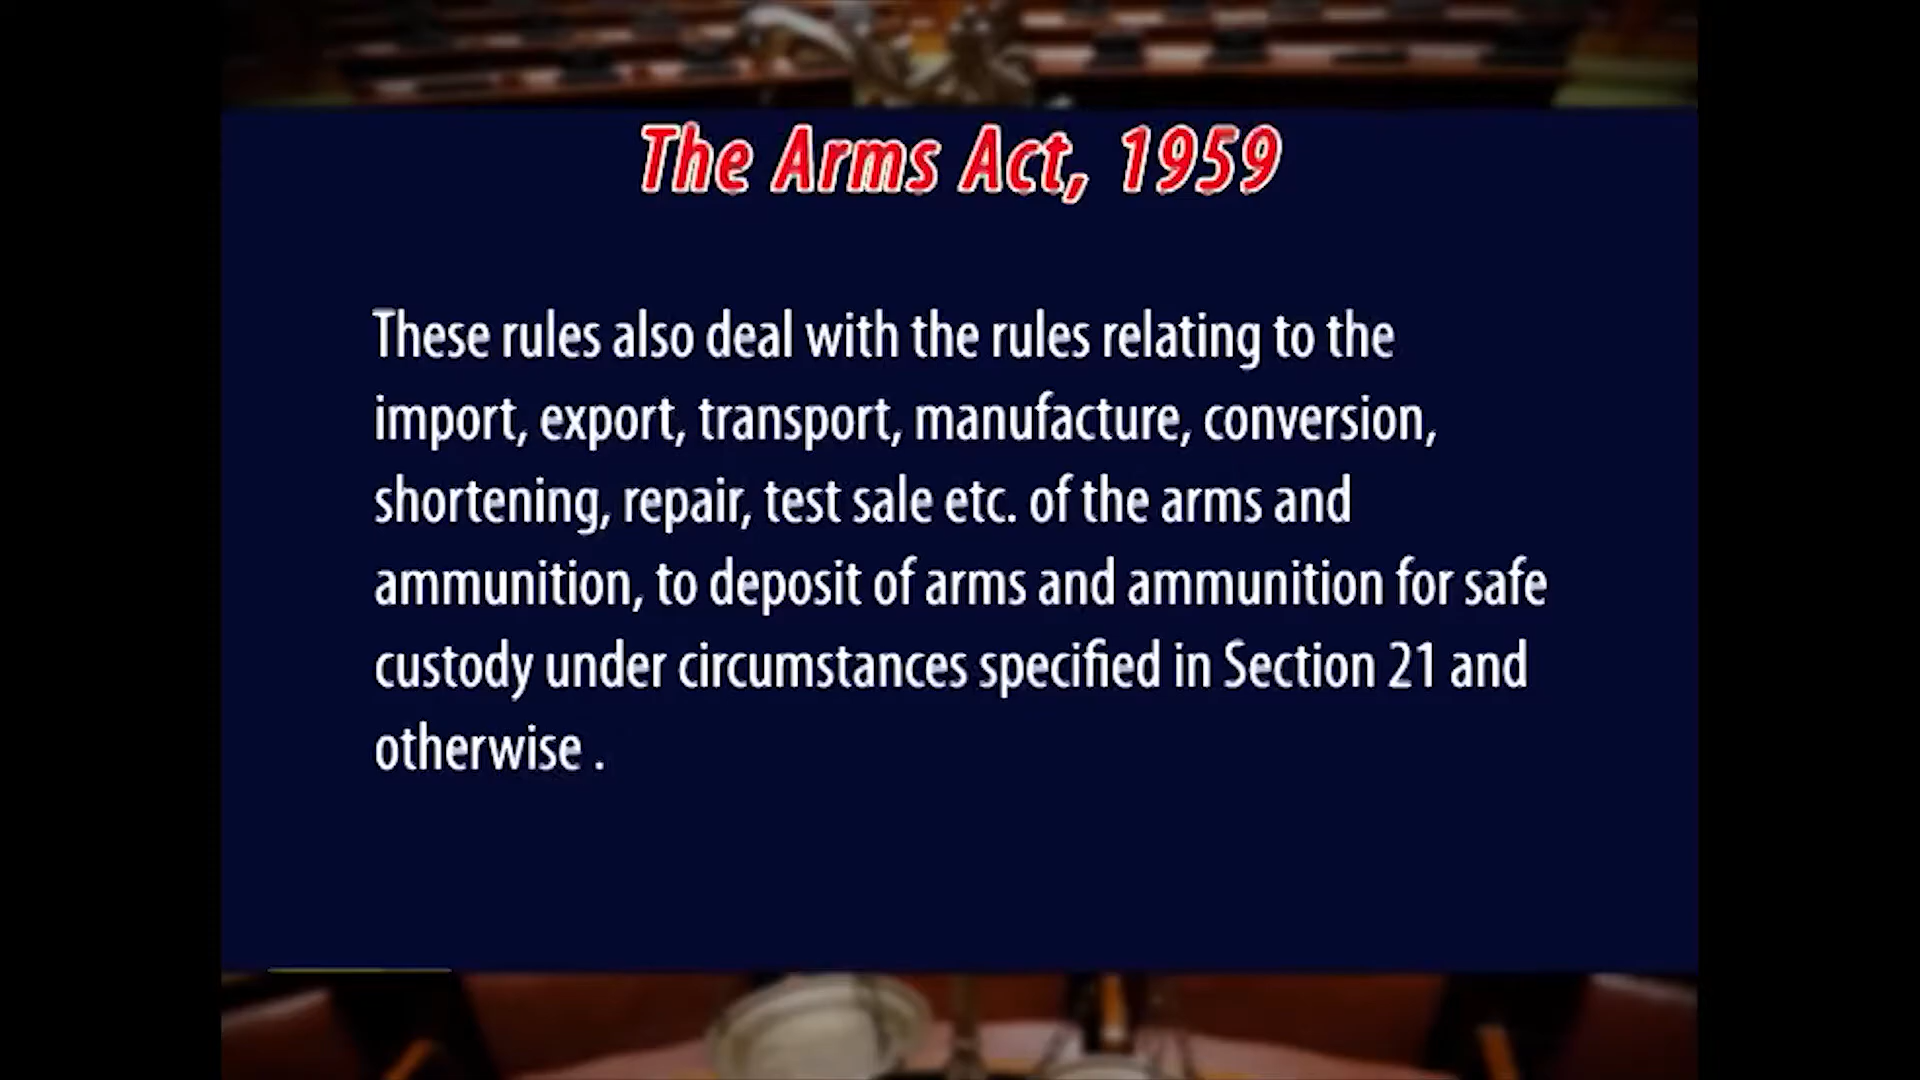 The Arms Act, 1959
These rules also deal with the rules relating to the
import, export, transport, manufacture, conversion,
shortening, repair, test sale etc. of the arms and
ammunition, to deposit of arms and ammunition for safe
custody under circumstances specified in Section 21 and
otherwise .